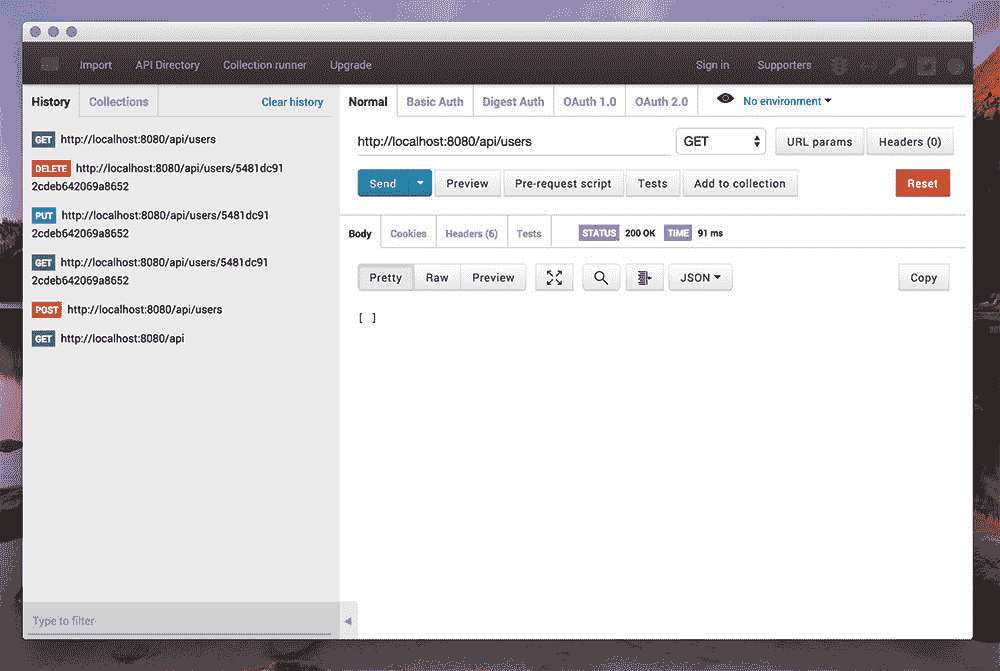 Import API Directory Collection runner Upgrade Sign in Supporters
History Collections Clear history
GET http://localhost:8080/api/users
DELETE http://localhost:8080/api/users/5481dc91
2cdeb642069a8652
PUT http://localhost:8080/api/users/5481dc91
2cdeb642069a8652
GET http://localhost:8080/api/users/5481dc91
2cdeb642069a8652
POST http://localhost:8080/api/users
GET http://localhost:8080/api
Type to filter
Normal Basic Auth Digest Auth OAuth 1.0 OAuth 2.0 No environment
http://localhost:8080/api/users GET URL params Headers (0)
Send Preview Pre-request script Tests Add to collection Reset
Body Cookies Headers (6) Tests STATUS 200 OK TIME 91 ms
Pretty Raw Preview JSON Copy
[ ]